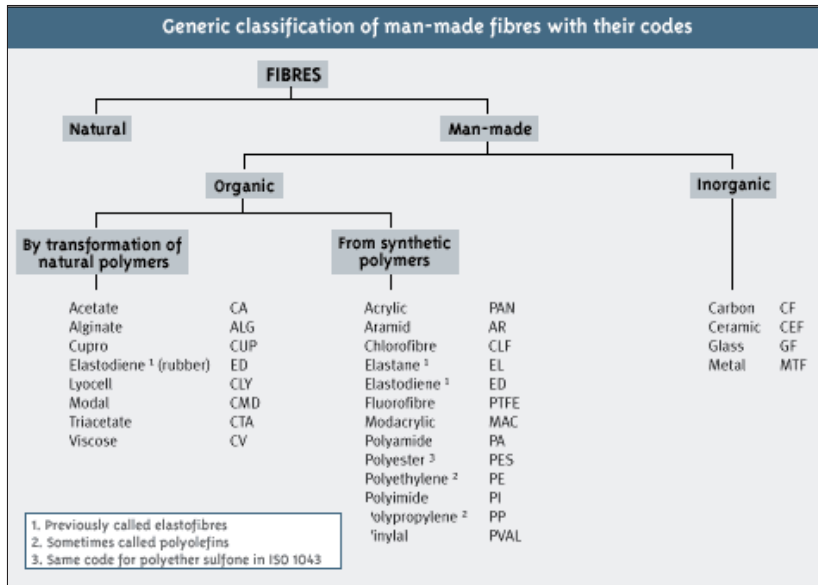 Generic classification of man-made fibres with their codes
FIBRES
Natural
Man-made
Organic
Inorganic
By transformation of
natural polymers
From synthetic
polymers
Acetate CA
Alginate ALG
Cupro CUP
Elastodiene ¹ (rubber) ED
Lyocell CLY
Modal CMD
Triacetate CTA
Viscose CV
Acrylic PAN
Aramid AR
Chlorofibre CLF
Elastane ¹ EL
Elastodiene ¹ ED
Fluorofibre PTFE
Modacrylic MAC
Polyamide PA
Polyester ³ PES
Polyethylene ² PE
Polyimide PI
olypropylene ² PP
inylal PVAL
Carbon CF
Ceramic CEF
Glass GF
Metal MTF
1. Previously called elastofibres
2. Sometimes called polyolefins
3. Same code for polyether sulfone in ISO 1043